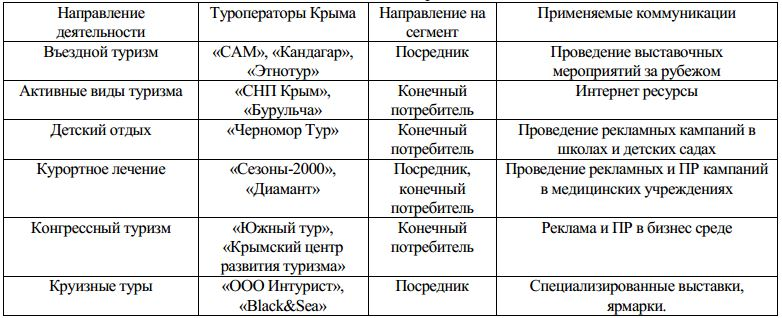 Направление деятельности
Туроператоры Крыма
Направление на сегмент
Применяемые коммуникации
Въездной туризм
«САМ», «Кандагар», «Этнотур»
Посредник
Проведение выставочных мероприятий за рубежом
Активные виды туризма
«СНП Крым», «Бурульча»
Конечный потребитель
Интернет ресурсы
Детский отдых
«Черномор Тур»
Конечный потребитель
Проведение рекламных кампаний в школах и детских садах
Курортное лечение
«Сезоны-2000», «Диамант»
Посредник, конечный потребитель
Проведение рекламных и ПР кампаний в медицинских учреждениях
Конгрессный туризм
«Южный тур», «Крымский центр развития туризма»
Конечный потребитель
Реклама и ПР в бизнес среде
Круизные туры
«ООО Интурист», «Black&Sea»
Посредник
Специализированные выставки, ярмарки.